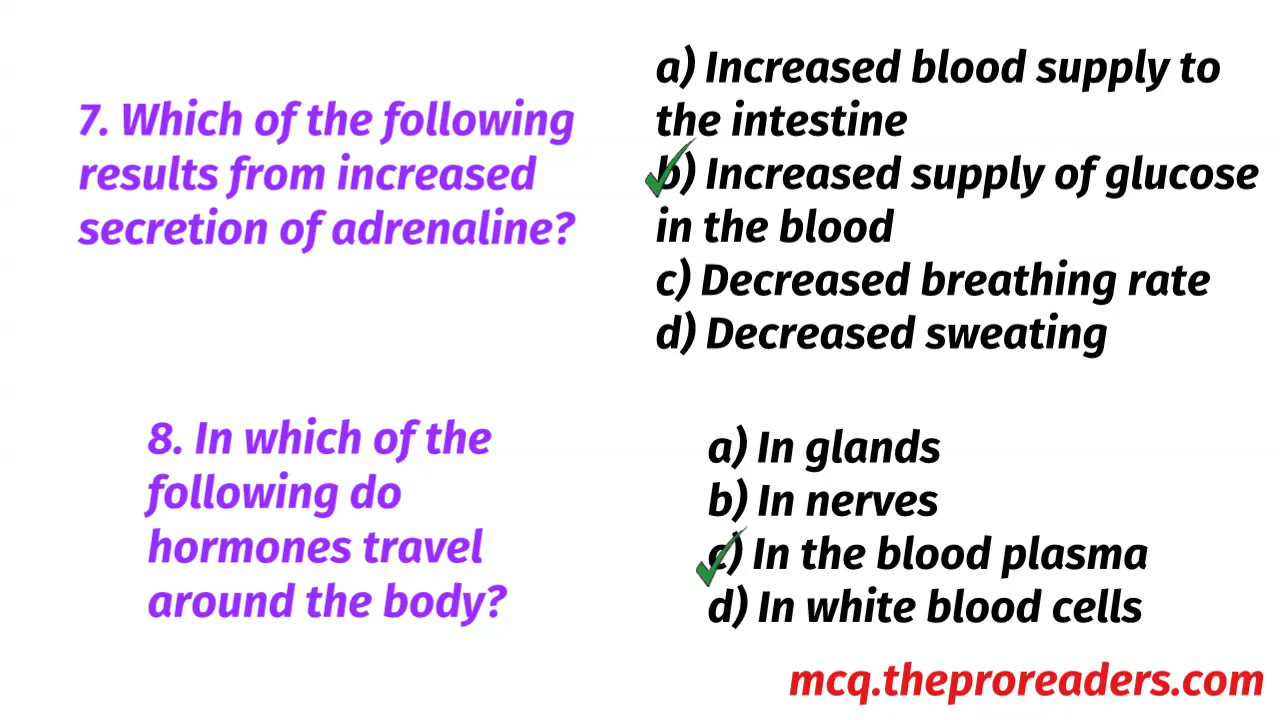 7. Which of the following
results from increased
secretion of adrenaline?
a) Increased blood supply to
the intestine
b) Increased supply of glucose
in the blood
c) Decreased breathing rate
d) Decreased sweating
8. In which of the
following do
hormones travel
around the body?
a) In glands
b) In nerves
c) In the blood plasma
d) In white blood cells
mcq.theproreaders.com